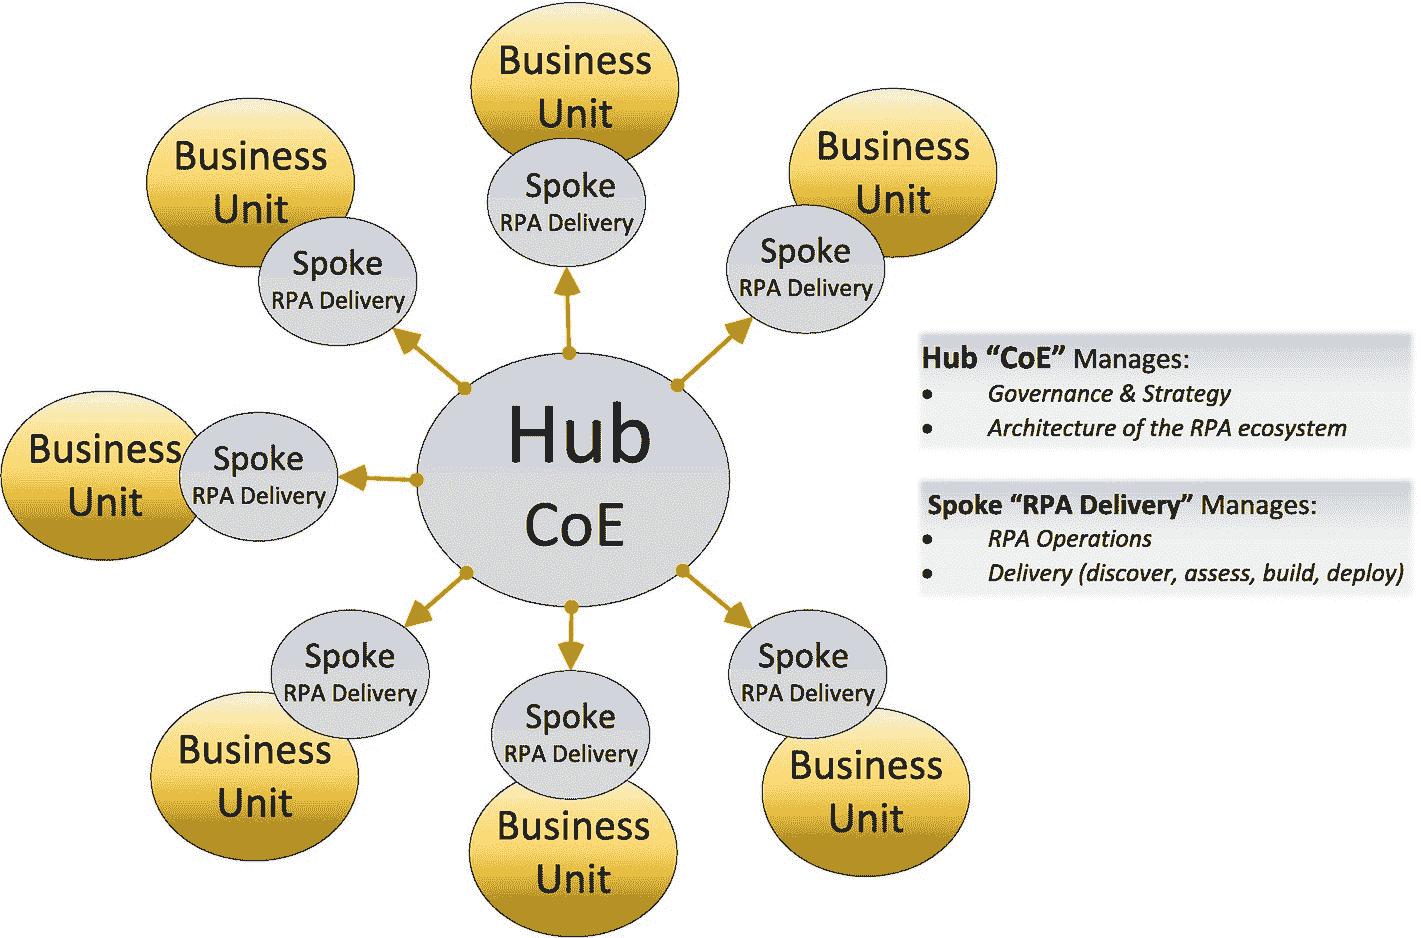 Business
Unit
Spoke
RPA Delivery
Business
Unit
Spoke
RPA Delivery
Business
Unit
Spoke
RPA Delivery
Business
Unit
Spoke
RPA Delivery
Hub
CoE
Spoke
RPA Delivery
Business
Unit
Spoke
RPA Delivery
Business
Unit
Spoke
RPA Delivery
Business
Unit
Hub “CoE” Manages:
• Governance & Strategy
• Architecture of the RPA ecosystem
Spoke “RPA Delivery” Manages:
• RPA Operations
• Delivery (discover, assess, build, deploy)